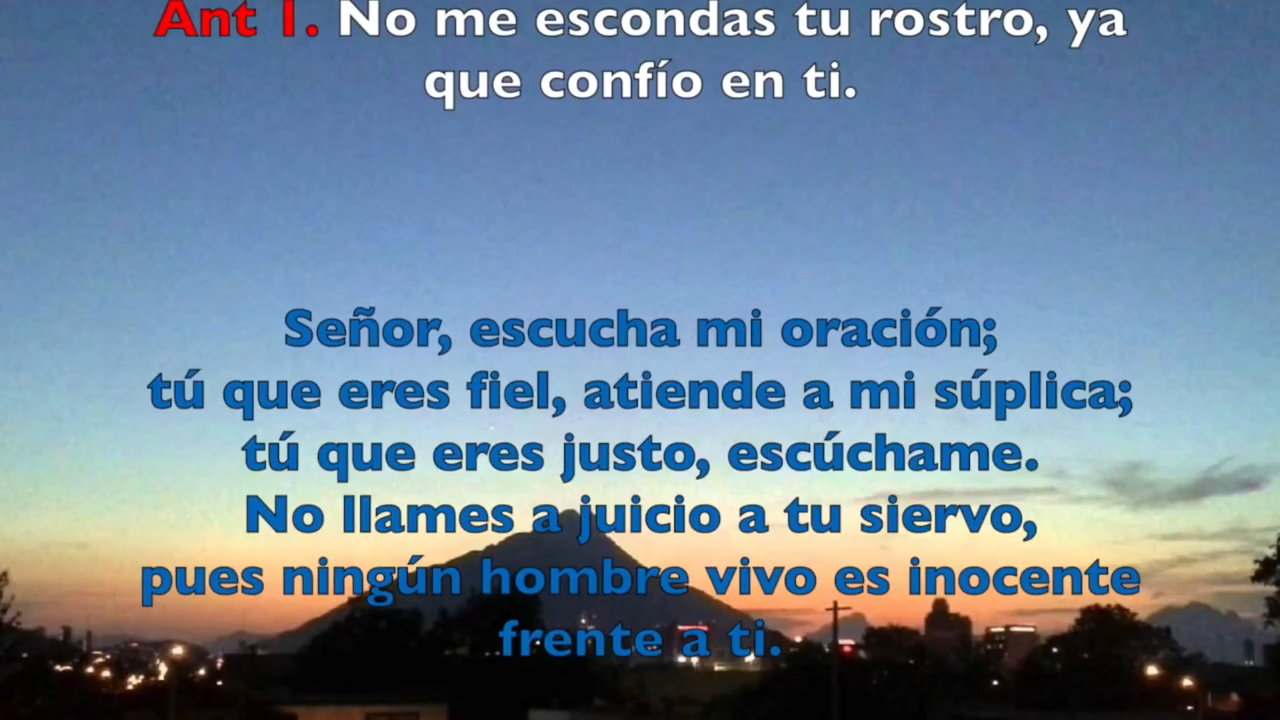 Ant 1. No me escondas tu rostro, ya
que confío en ti.
Señor, escucha mi oración;
tú que eres fiel, atiende a mi súplica;
tú que eres justo, escúchame.
No llames a juicio a tu siervo,
pues ningún hombre vivo es inocente
frente a ti.